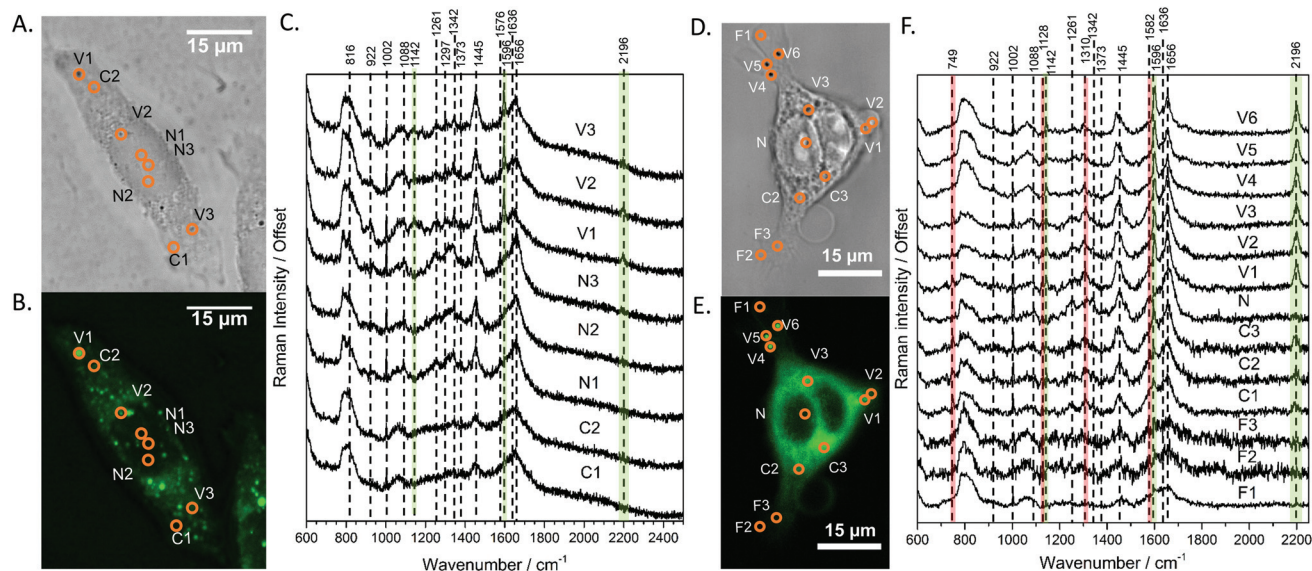 A.
15 µm
V1
C2
V2
N1
N3
N2
V3
C1
B.
15 µm
V1
C2
V2
N1
N3
N2
V3
C1
C.
816
922
1002
1088
1142
1261
1297
1342
1373
1445
1576
1596
1636
1656
2196
V3
V2
V1
N3
N2
N1
C2
C1
Raman Intensity / Offset
600 800 1000 1200 1400 1600 1800 2000 2200 2400
Wavenumber / cm⁻¹
D.
F1
V6
V5
V4
V3
V2
N
V1
C2
C3
F3
F2
15 µm
E.
F1
V6
V5
V4
V3
V2
N
V1
C2
C3
F3
F2
15 µm
F.
749
922
1002
1088
1128
1142
1261
1310
1342
1373
1445
1582
1596
1636
1656
2196
V6
V5
V4
V3
V2
V1
N
C3
C2
C1
F3
F2
F1
Raman intensity / Offset
600 800 1000 1200 1400 1600 1800 2000 2200
Wavenumber / cm⁻¹